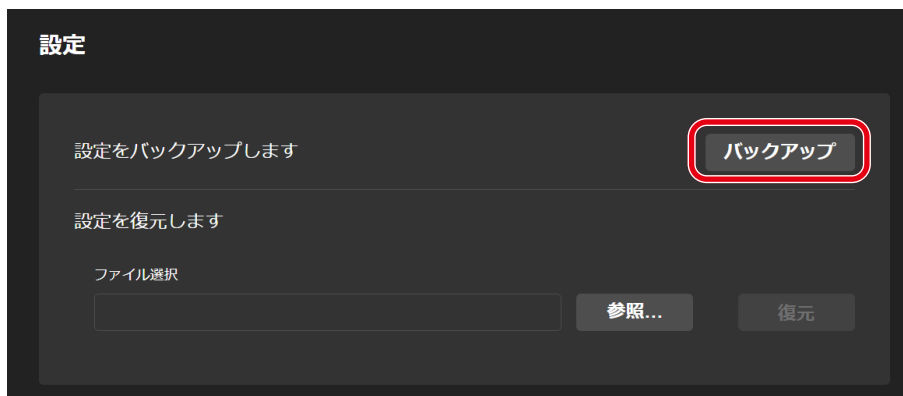 設定
設定をバックアップします
バックアップ
設定を復元します
ファイル選択
参照...
復元